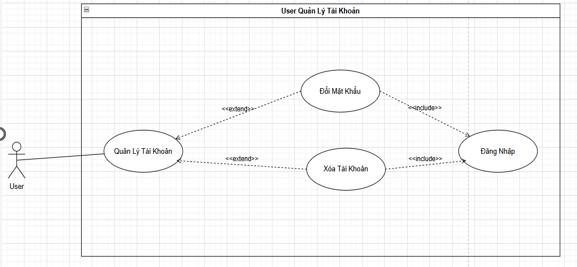 User Quản Lý Tài Khoản
Đổi Mật Khẩu
<<extend>>
<<include>>
Quản Lý Tài Khoản
Đăng Nhập
<<extend>>
<<include>>
Xóa Tài Khoản
User